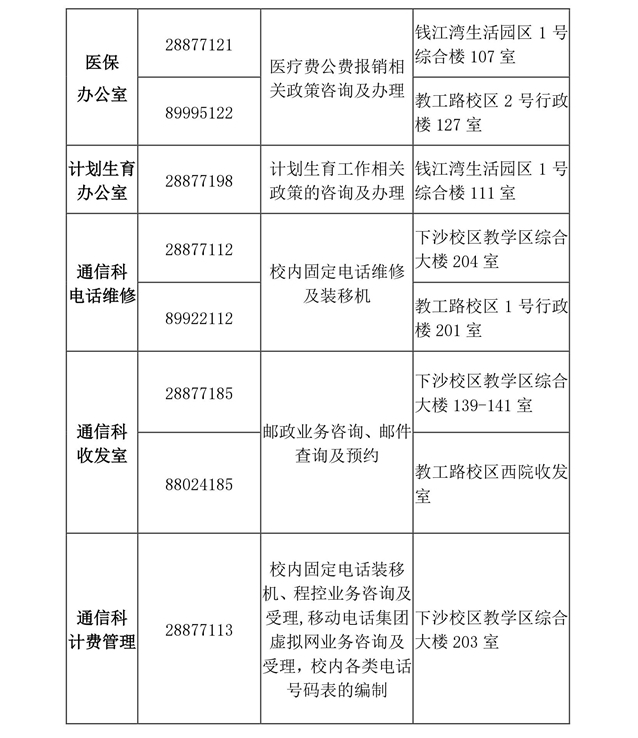 医保
办公室
28877121
医疗费公费报销相
关政策咨询及办理
钱江湾生活园区 1 号
综合楼 107 室
89995122
教工路校区 2 号行政
楼 127 室
计划生育
办公室
28877198
计划生育工作相关
政策的咨询及办理
钱江湾生活园区 1 号
综合楼 111 室
通信科
电话维修
28877112
校内固定电话维修
及装移机
下沙校区教学区综合
大楼 204 室
89922112
教工路校区 1 号行政
楼 201 室
通信科
收发室
28877185
邮政业务咨询、邮件
查询及预约
下沙校区教学区综合
大楼 139-141 室
88024185
教工路校区西院收发
室
通信科
计费管理
28877113
校内固定电话装移
机、程控业务咨询及
受理,移动电话集团
虚拟网业务咨询及
受理，校内各类电话
号码表的编制
下沙校区教学区综合
大楼 203 室